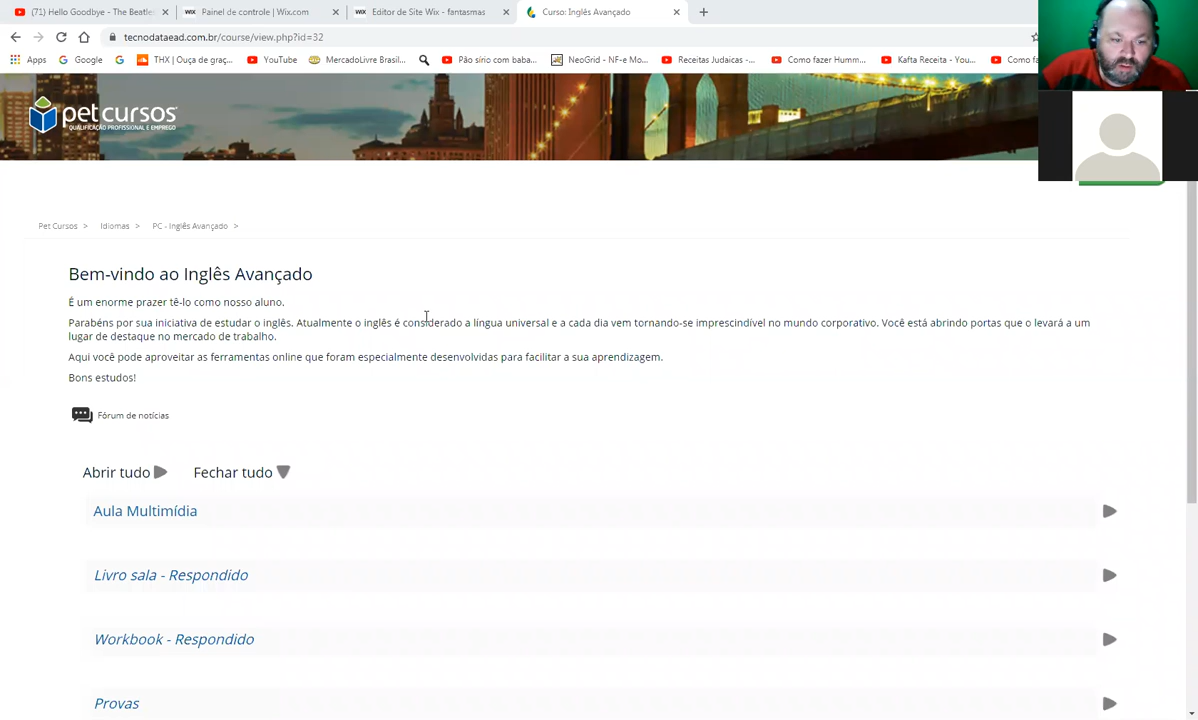 (71) Hello Goodbye - The Beatle
Painel de controle | Wix.com
Editor de Site Wix - fantasmas
Curso: Inglês Avançado
tecnodataead.com.br/course/view.php?id=32
Apps
Google
THX | Ouça de graç...
YouTube
MercadoLivre Brasil...
Pão sírio com baba...
NeoGrid - NF-e Mo...
Receitas Judaicas -...
Como fazer Humm...
Kafta Receita - You...
Como fa
pet cursos
QUALIFICAÇÃO PROFISSIONAL E EMPREGO
Pet Cursos > Idiomas > PC - Inglês Avançado >
Bem-vindo ao Inglês Avançado
É um enorme prazer tê-lo como nosso aluno.
Parabéns por sua iniciativa de estudar o inglês. Atualmente o inglês é considerado a língua universal e a cada dia vem tornando-se imprescindível no mundo corporativo. Você está abrindo portas que o levará a um
lugar de destaque no mercado de trabalho.
Aqui você pode aproveitar as ferramentas online que foram especialmente desenvolvidas para facilitar a sua aprendizagem.
Bons estudos!
Fórum de notícias
Abrir tudo Fechar tudo
Aula Multimídia
Livro sala - Respondido
Workbook - Respondido
Provas